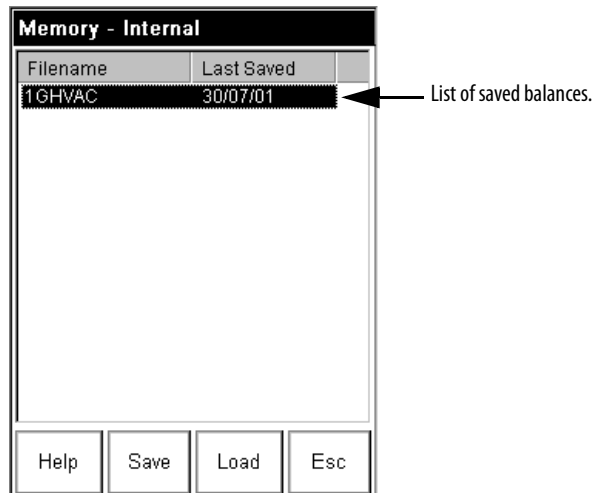 Memory - Internal
Filename Last Saved
1GHVAC 30/07/01
List of saved balances.
Help Save Load Esc